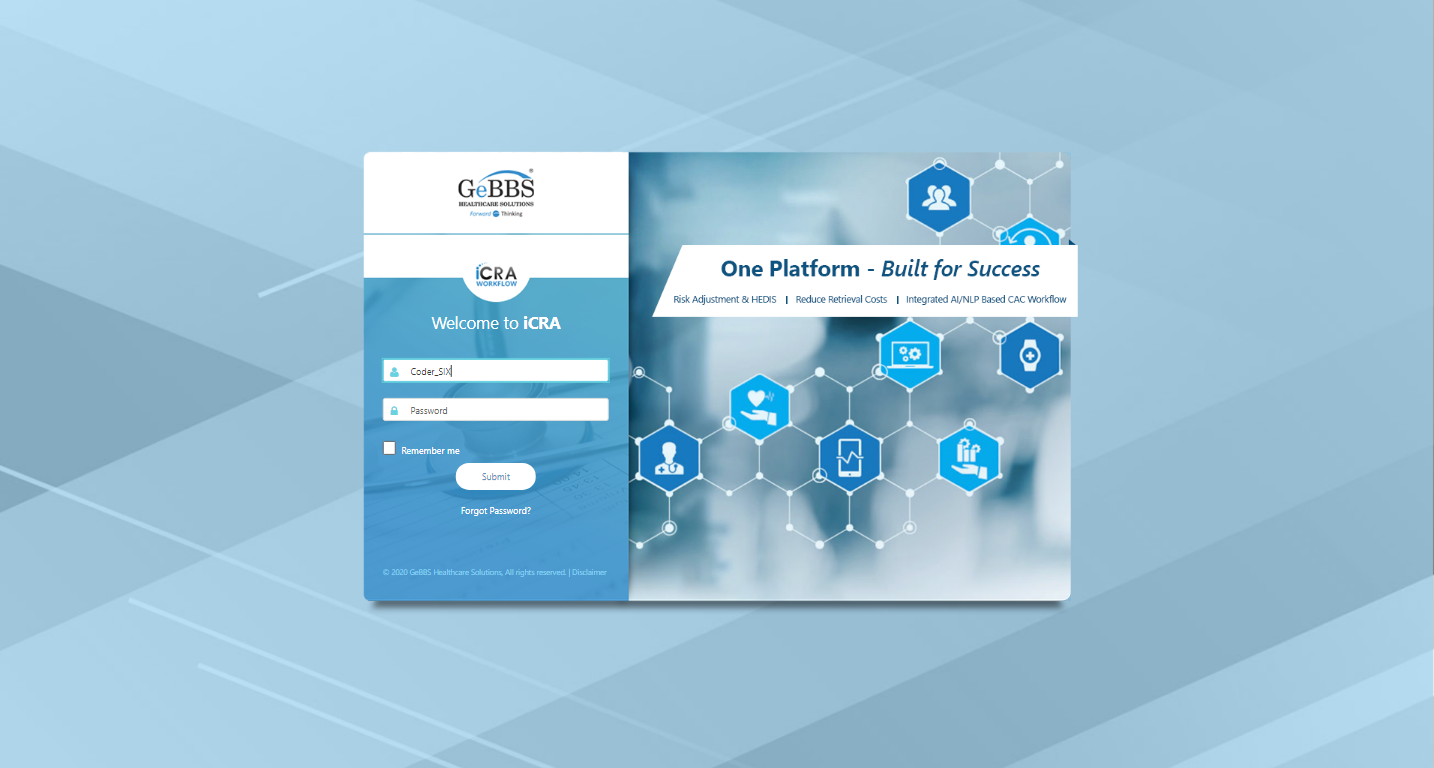 GeBBS®
HEALTHCARE SOLUTIONS
Forward Thinking
iCRA
WORKFLOW
Welcome to iCRA
Coder_SIX
Password
Remember me
Submit
Forgot Password?
© 2020 GeBBS Healthcare Solutions, All rights reserved. | Disclaimer
One Platform - Built for Success
Risk Adjustment & HEDIS | Reduce Retrieval Costs | Integrated AI/NLP Based CAC Workflow